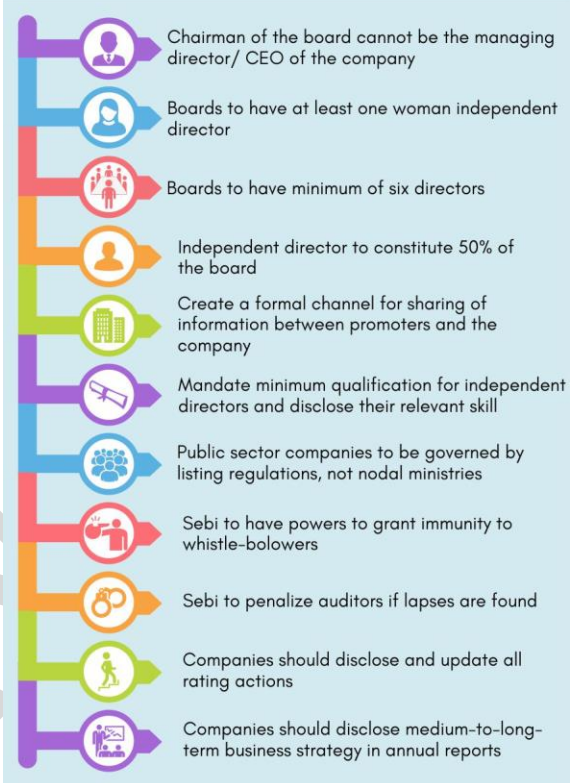 Chairman of the board cannot be the managing
director/ CEO of the company
Boards to have at least one woman independent
director
Boards to have minimum of six directors
Independent director to constitute 50% of
the board
Create a formal channel for sharing of
information between promoters and the
company
Mandate minimum qualification for independent
directors and disclose their relevant skill
Public sector companies to be governed by
listing regulations, not nodal ministries
Sebi to have powers to grant immunity to
whistle-bolowers
Sebi to penalize auditors if lapses are found
Companies should disclose and update all
rating actions
Companies should disclose medium-to-long-
term business strategy in annual reports